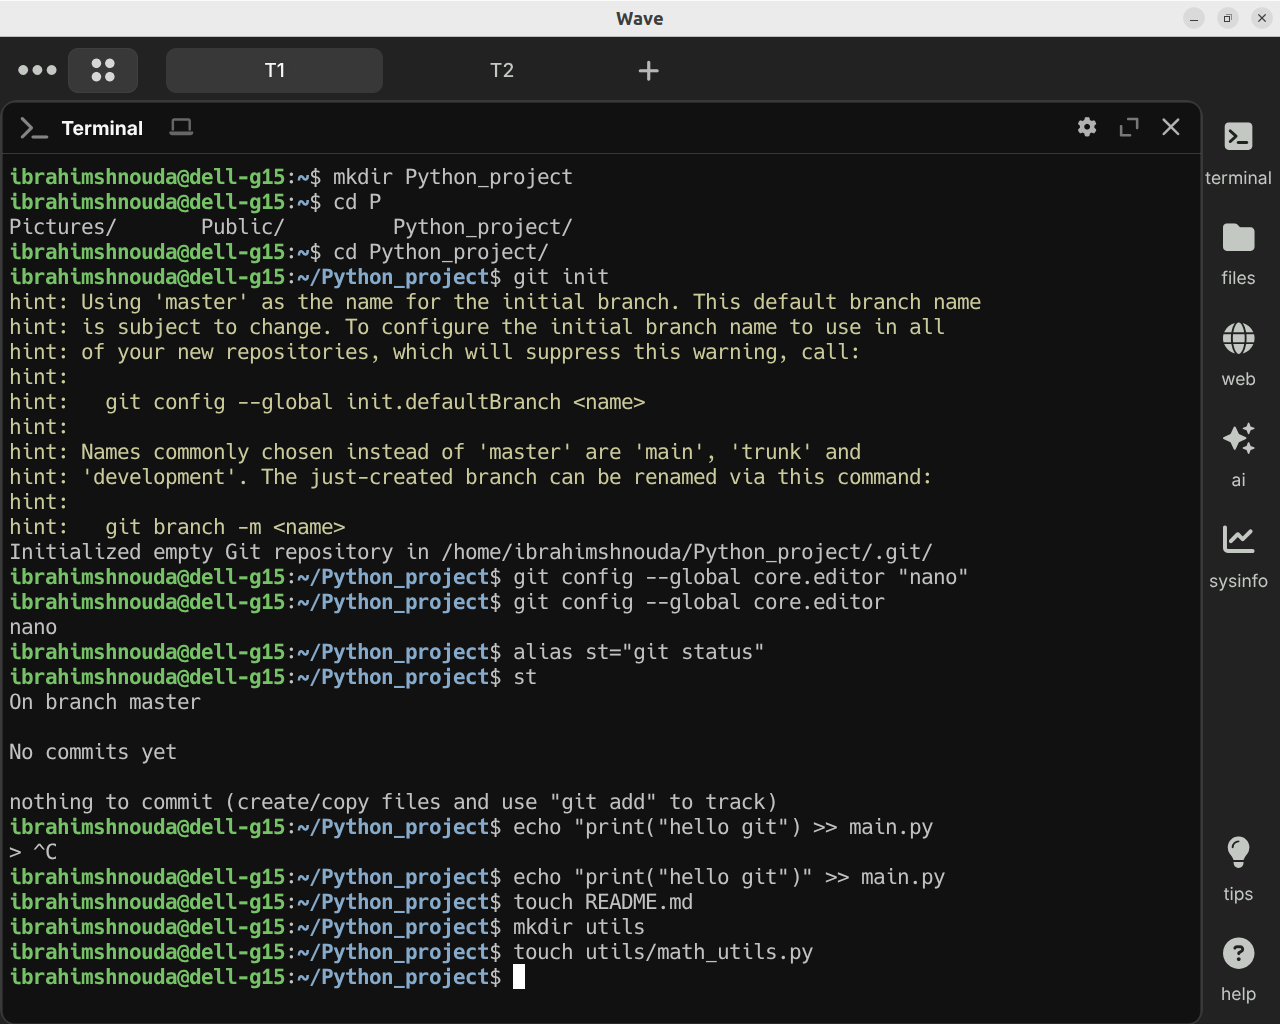 Wave
T1 T2
Terminal
ibrahimshnouda@dell-g15:~$ mkdir Python_project
ibrahimshnouda@dell-g15:~$ cd P
Pictures/       Public/         Python_project/
ibrahimshnouda@dell-g15:~$ cd Python_project/
ibrahimshnouda@dell-g15:~/Python_project$ git init
hint: Using 'master' as the name for the initial branch. This default branch name
hint: is subject to change. To configure the initial branch name to use in all
hint: of your new repositories, which will suppress this warning, call:
hint:
hint:   git config --global init.defaultBranch <name>
hint:
hint: Names commonly chosen instead of 'master' are 'main', 'trunk' and
hint: 'development'. The just-created branch can be renamed via this command:
hint:
hint:   git branch -m <name>
Initialized empty Git repository in /home/ibrahimshnouda/Python_project/.git/
ibrahimshnouda@dell-g15:~/Python_project$ git config --global core.editor "nano"
ibrahimshnouda@dell-g15:~/Python_project$ git config --global core.editor
nano
ibrahimshnouda@dell-g15:~/Python_project$ alias st="git status"
ibrahimshnouda@dell-g15:~/Python_project$ st
On branch master

No commits yet

nothing to commit (create/copy files and use "git add" to track)
ibrahimshnouda@dell-g15:~/Python_project$ echo "print("hello git") >> main.py
> ^C
ibrahimshnouda@dell-g15:~/Python_project$ echo "print("hello git")" >> main.py
ibrahimshnouda@dell-g15:~/Python_project$ touch README.md
ibrahimshnouda@dell-g15:~/Python_project$ mkdir utils
ibrahimshnouda@dell-g15:~/Python_project$ touch utils/math_utils.py
ibrahimshnouda@dell-g15:~/Python_project$
terminal
files
web
ai
sysinfo
tips
help